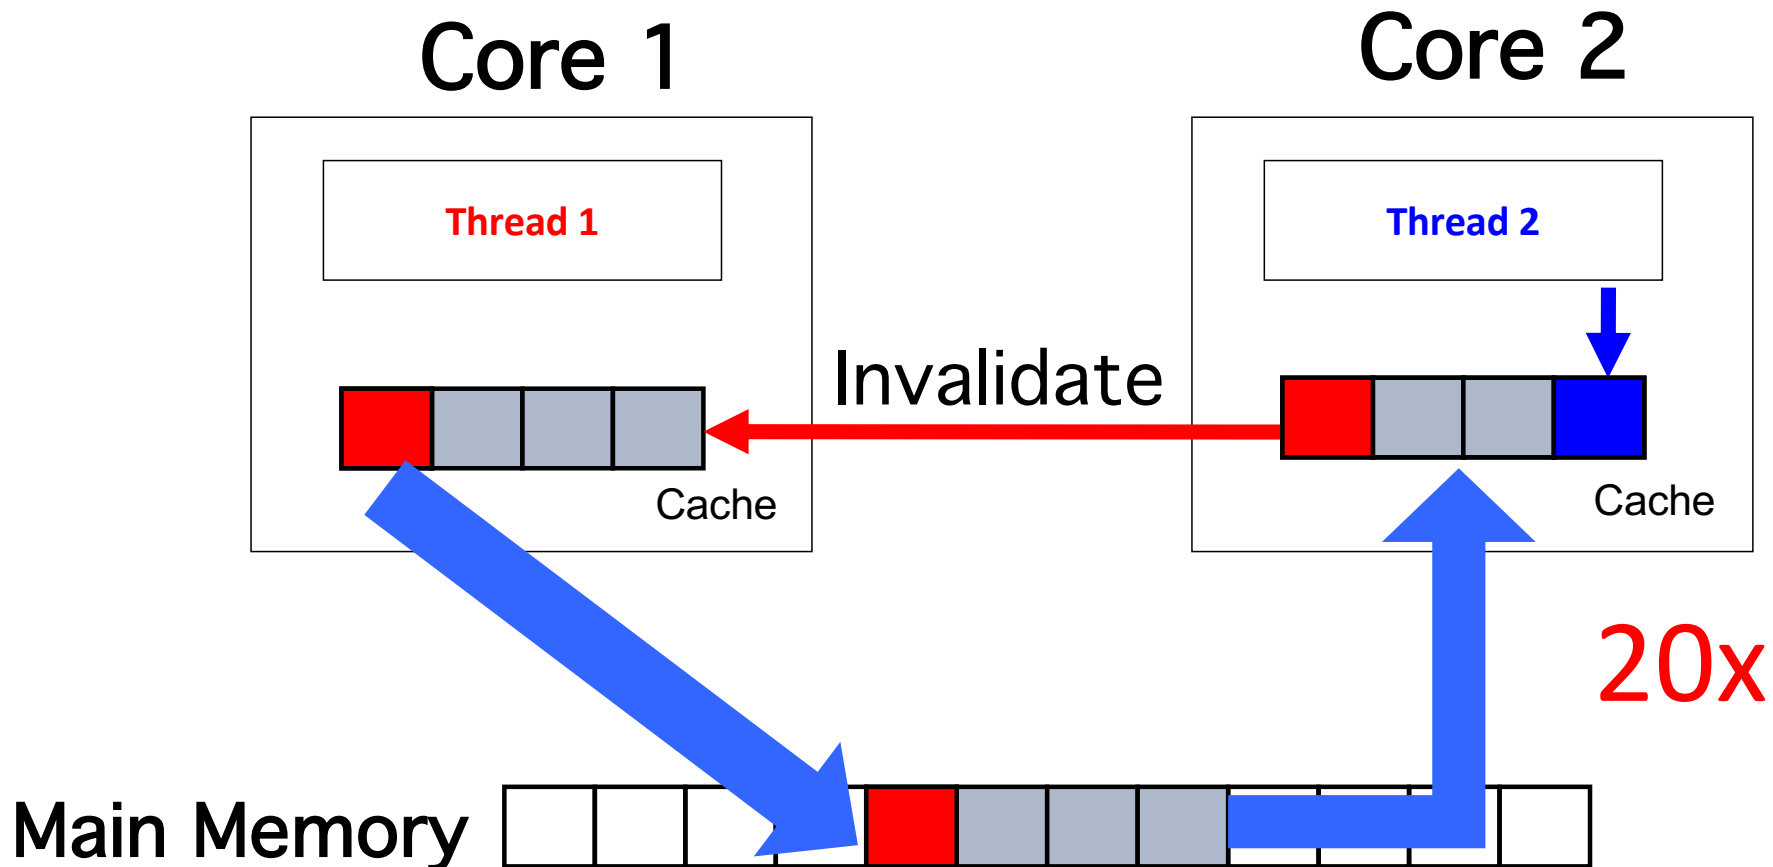 Core 1
Core 2
Thread 1
Thread 2
Invalidate
Cache
Cache
20x
Main Memory